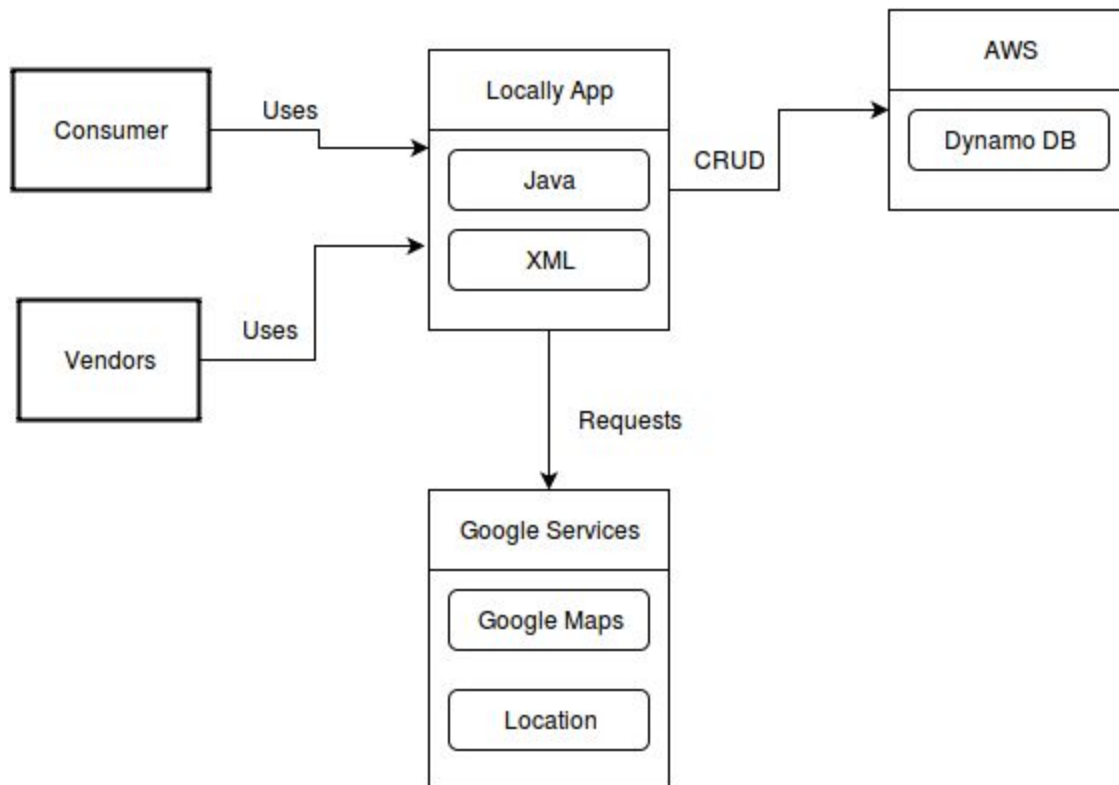 Consumer
Uses
Locally App
Java
XML
CRUD
AWS
Dynamo DB
Vendors
Uses
Requests
Google Services
Google Maps
Location